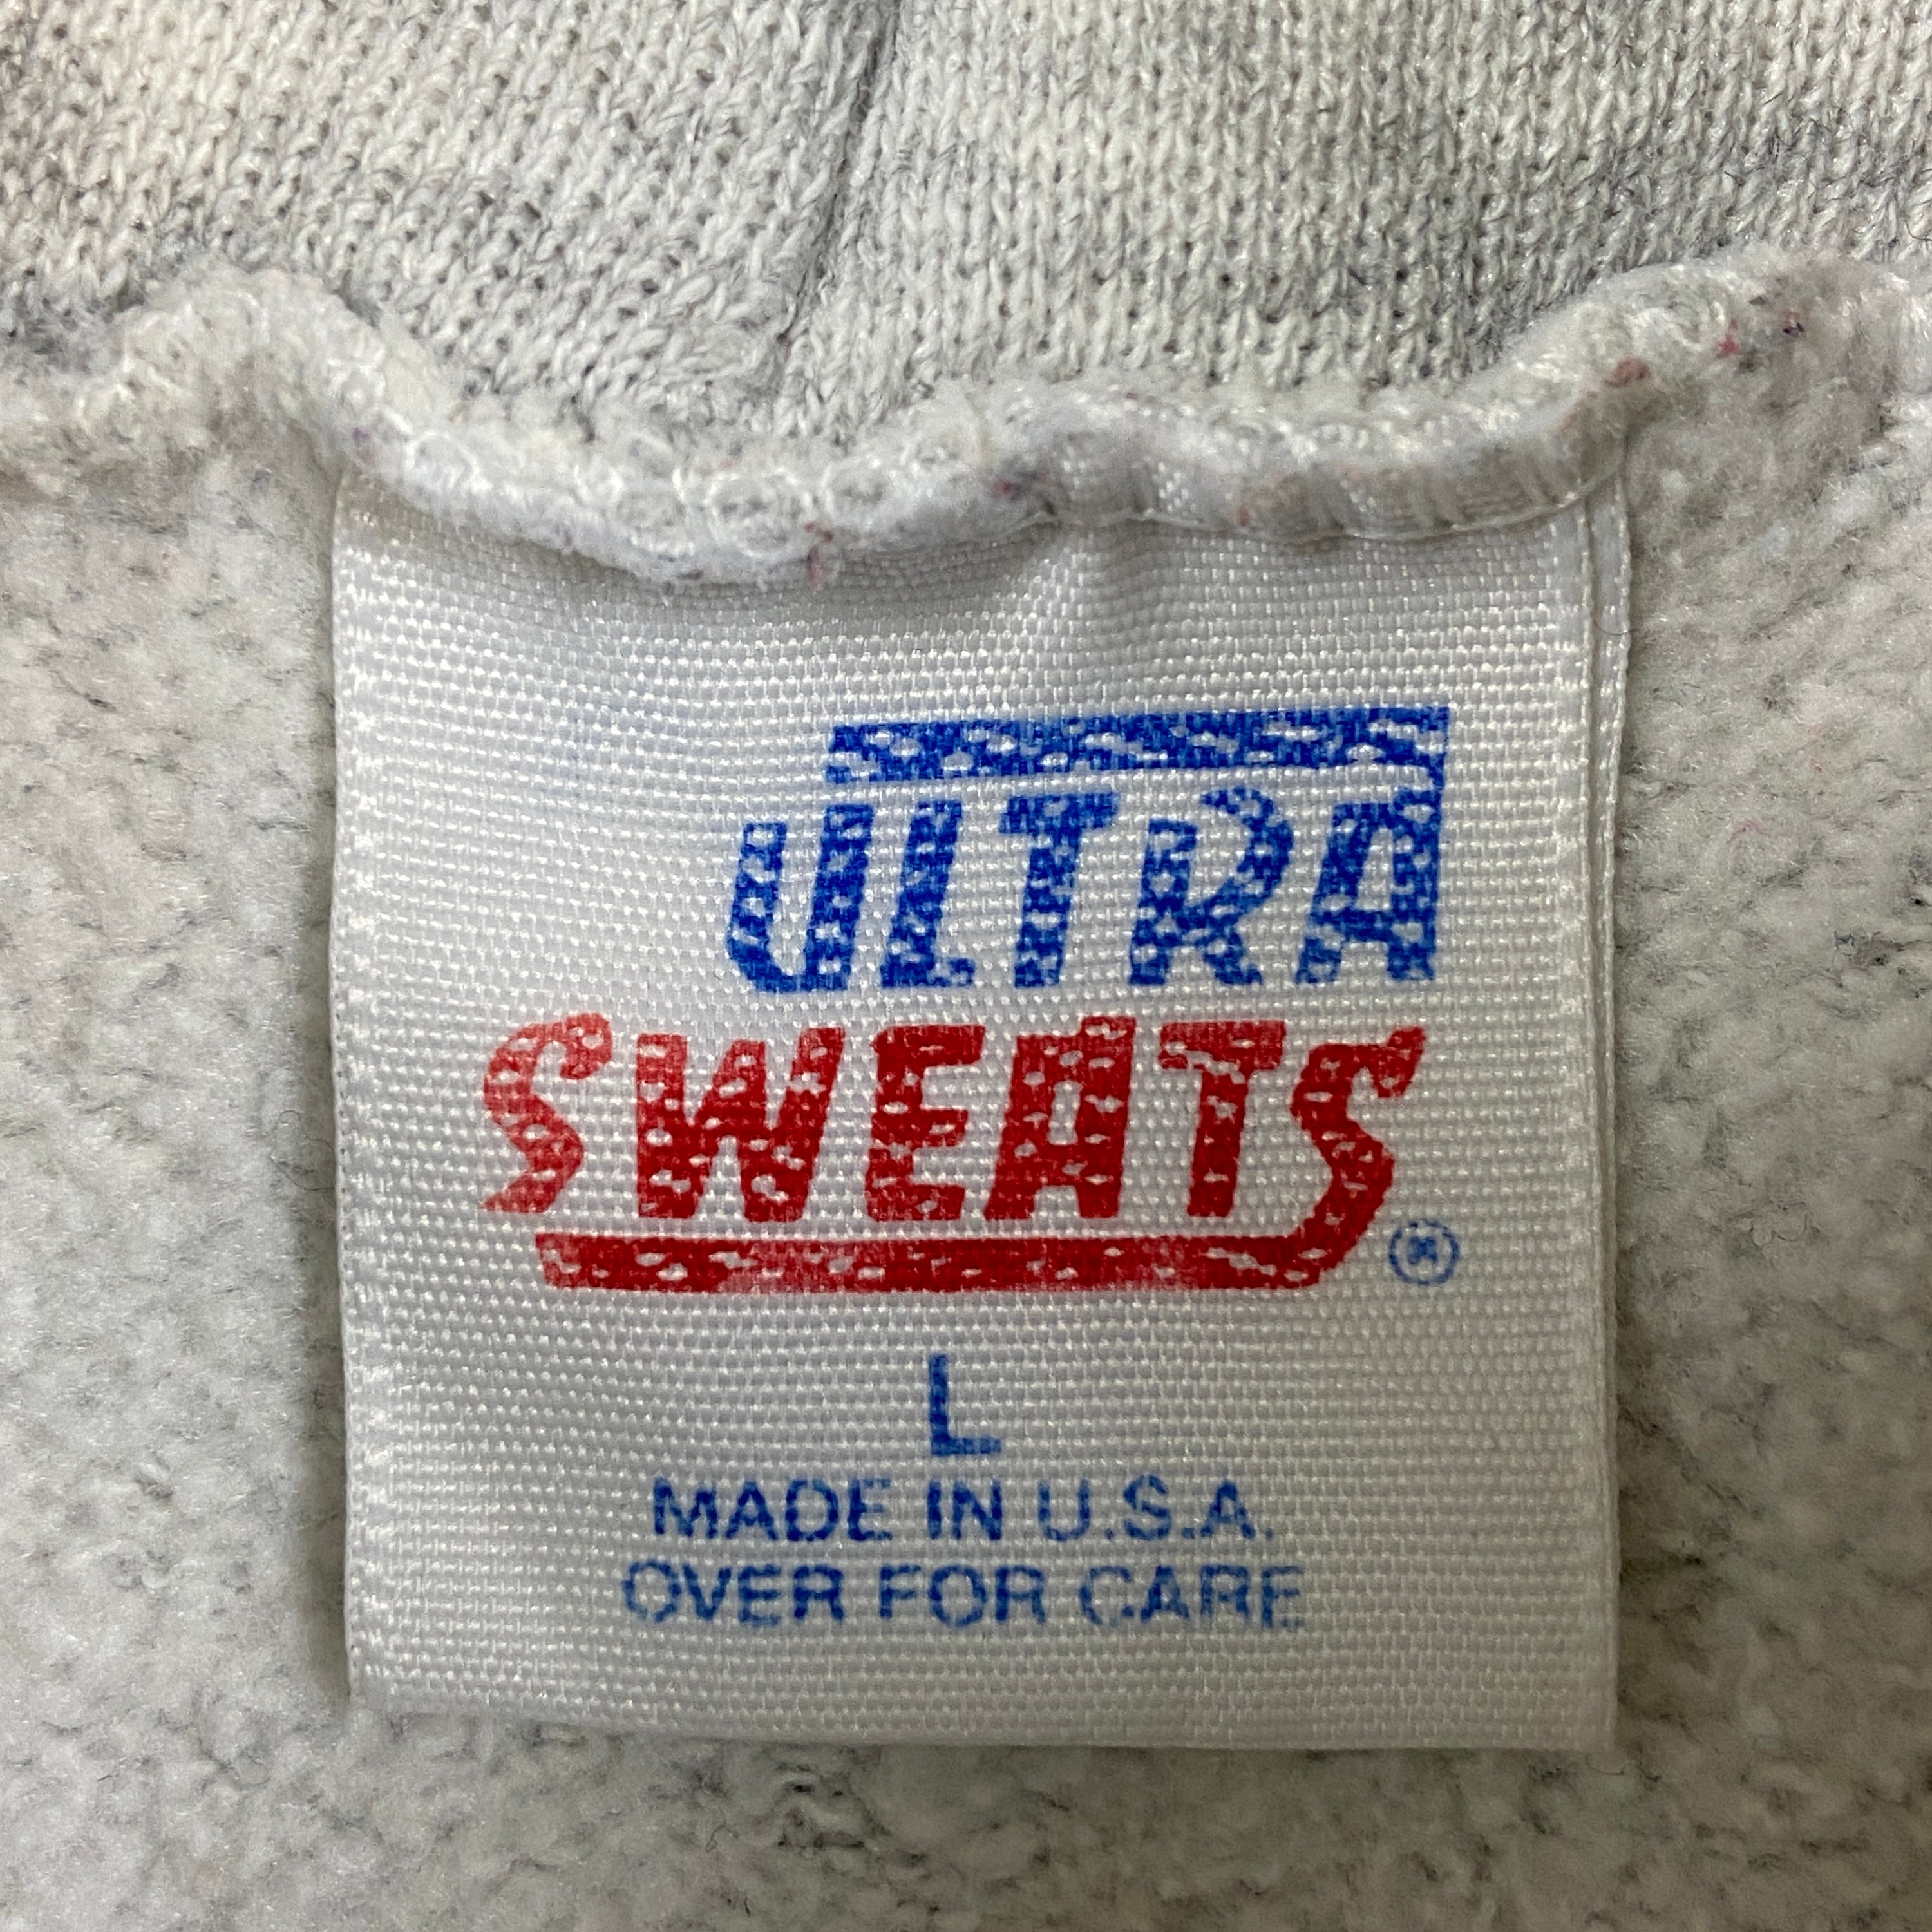 ULTRA
SWEATS®
L
MADE IN U.S.A.
OVER FOR CARE